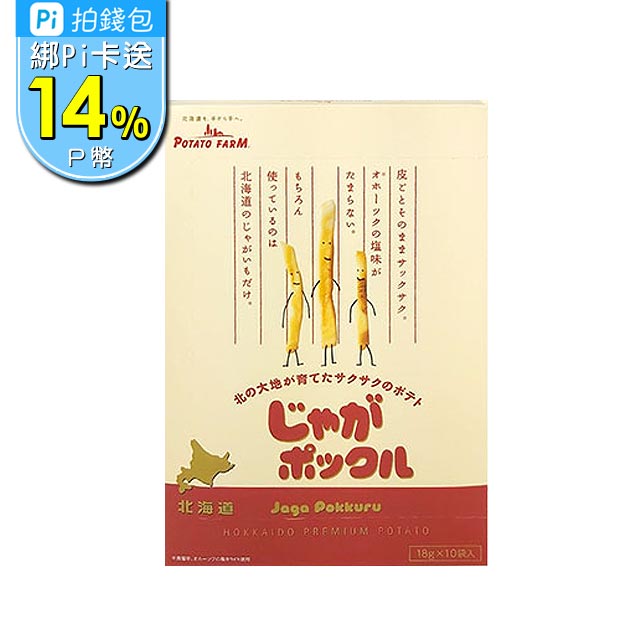 Pi 拍錢包
綁Pi卡送
14%
P幣
北海道を、手から手へ。
POTATO FARM
皮ごとそのままサックサク。
オホーツクの塩味が
たまらない。
もちろん
使っているのは
北海道のじゃがいもだけ。
北の大地が育てたサクサクのポテト
じゃが
ポックル
北海道
Jaga Pokkuru
HOKKAIDO PREMIUM POTATO
18g×10袋入